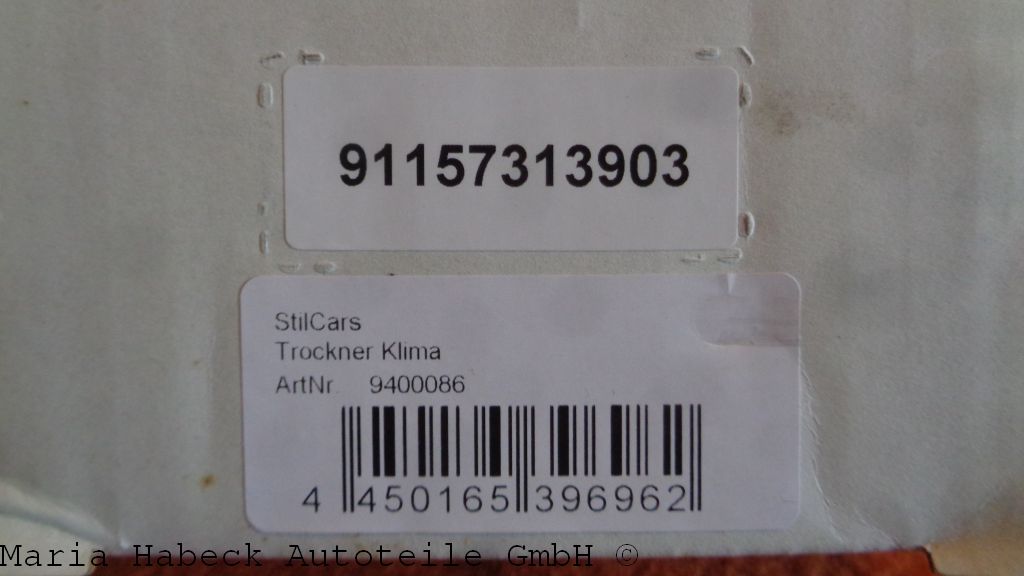 91157313903
StilCars
Trockner Klima
ArtNr. 9400086
4 450165 396962
Maria Habeck Autoteile GmbH ©